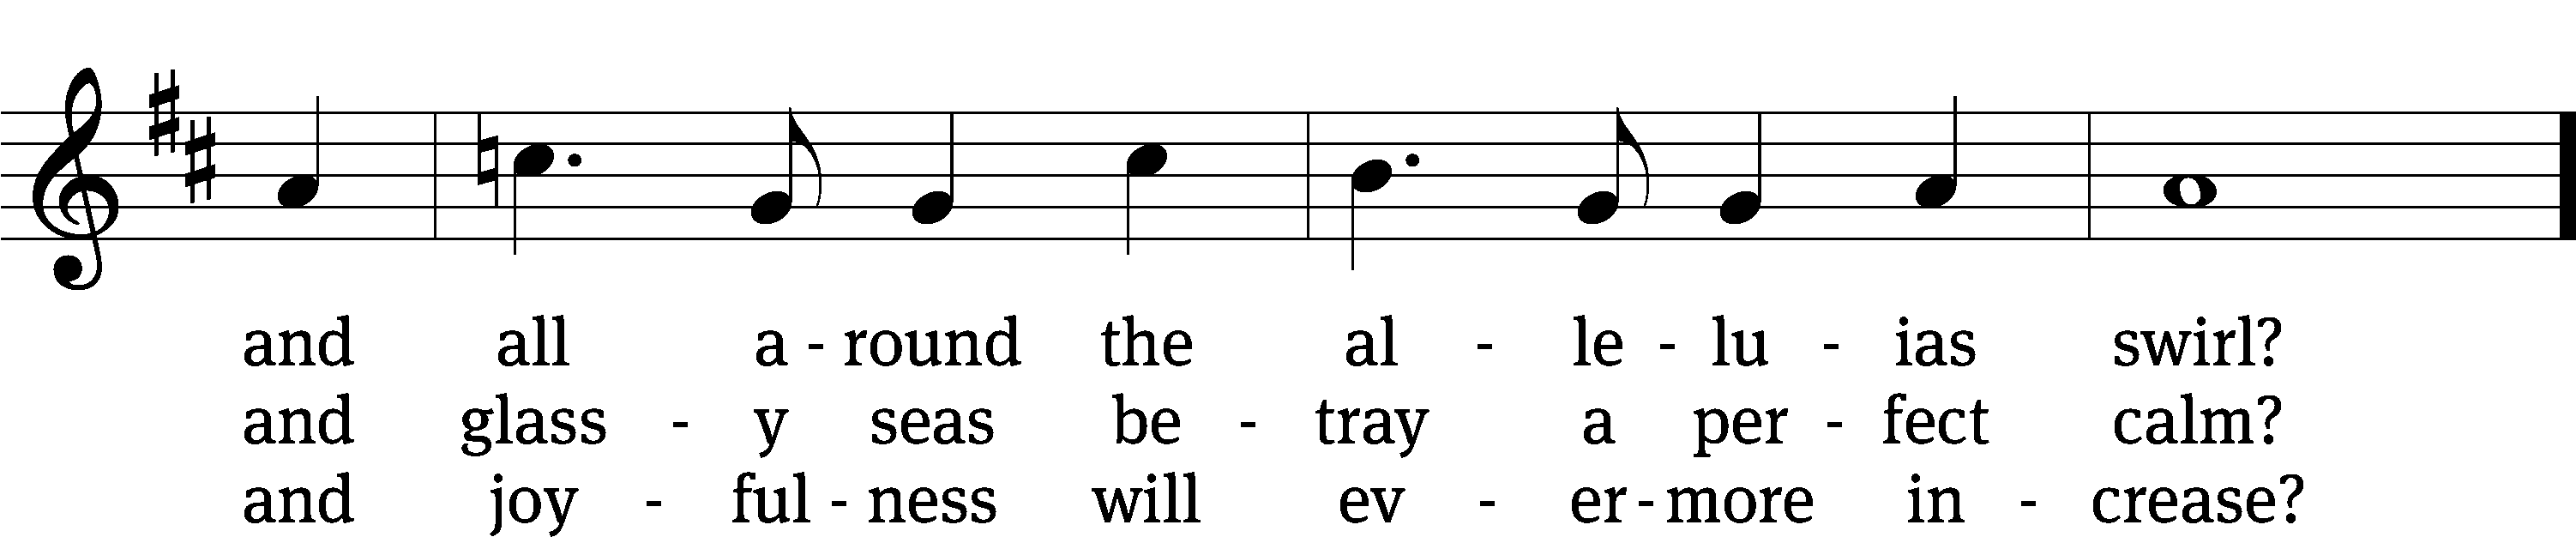 and all a - round the al - le - lu - ias swirl?
and glass - y seas be - tray a per - fect calm?
and joy - ful - ness will ev - er - more in - crease?